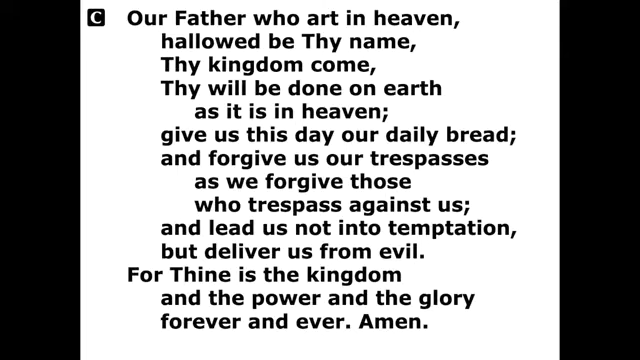 C Our Father who art in heaven,
hallowed be Thy name,
Thy kingdom come,
Thy will be done on earth
as it is in heaven;
give us this day our daily bread;
and forgive us our trespasses
as we forgive those
who trespass against us;
and lead us not into temptation,
but deliver us from evil.
For Thine is the kingdom
and the power and the glory
forever and ever. Amen.